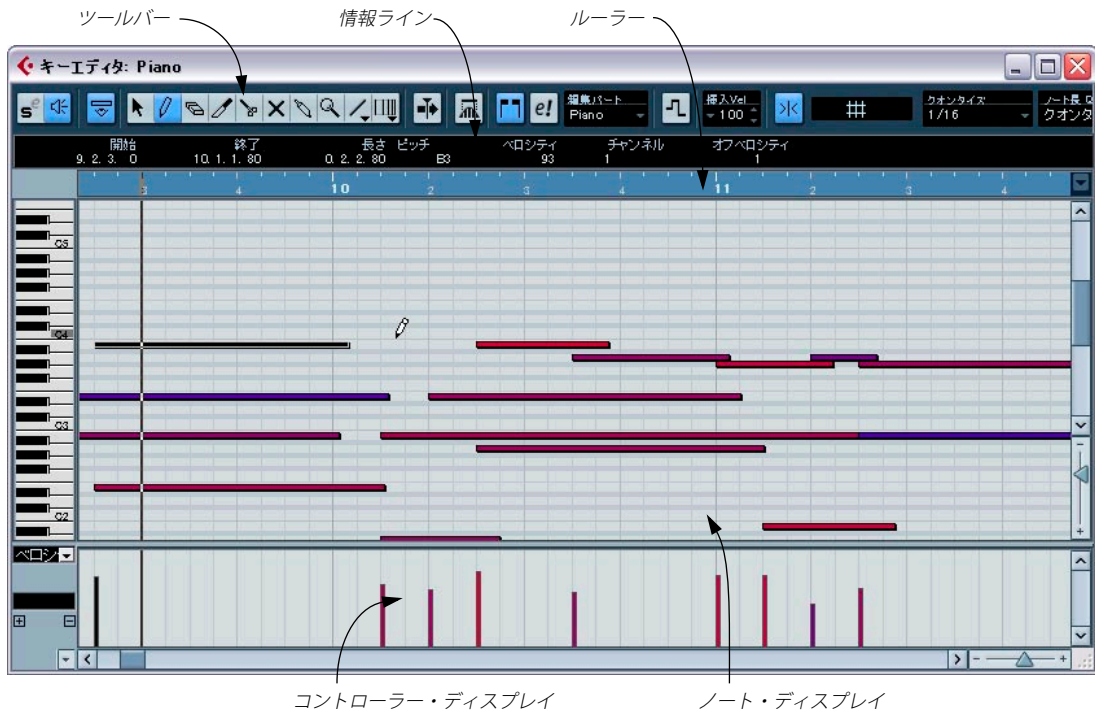 ツールバー 情報ライン ルーラー
キーエディタ: Piano
編集パート 挿入Vel クオンタイズ ノート長 Q
Piano 100 1/16 クオンタ
開始 終了 長さ ピッチ ベロシティ チャンネル オフベロシティ
9. 2. 3. 0 10. 1. 1. 80 0. 2. 2. 80 B3 93 1 1
3 4 10 2 3 4 11 2 3 4
C5
C4
C3
C2
ベロシ
コントローラー・ディスプレイ ノート・ディスプレイ